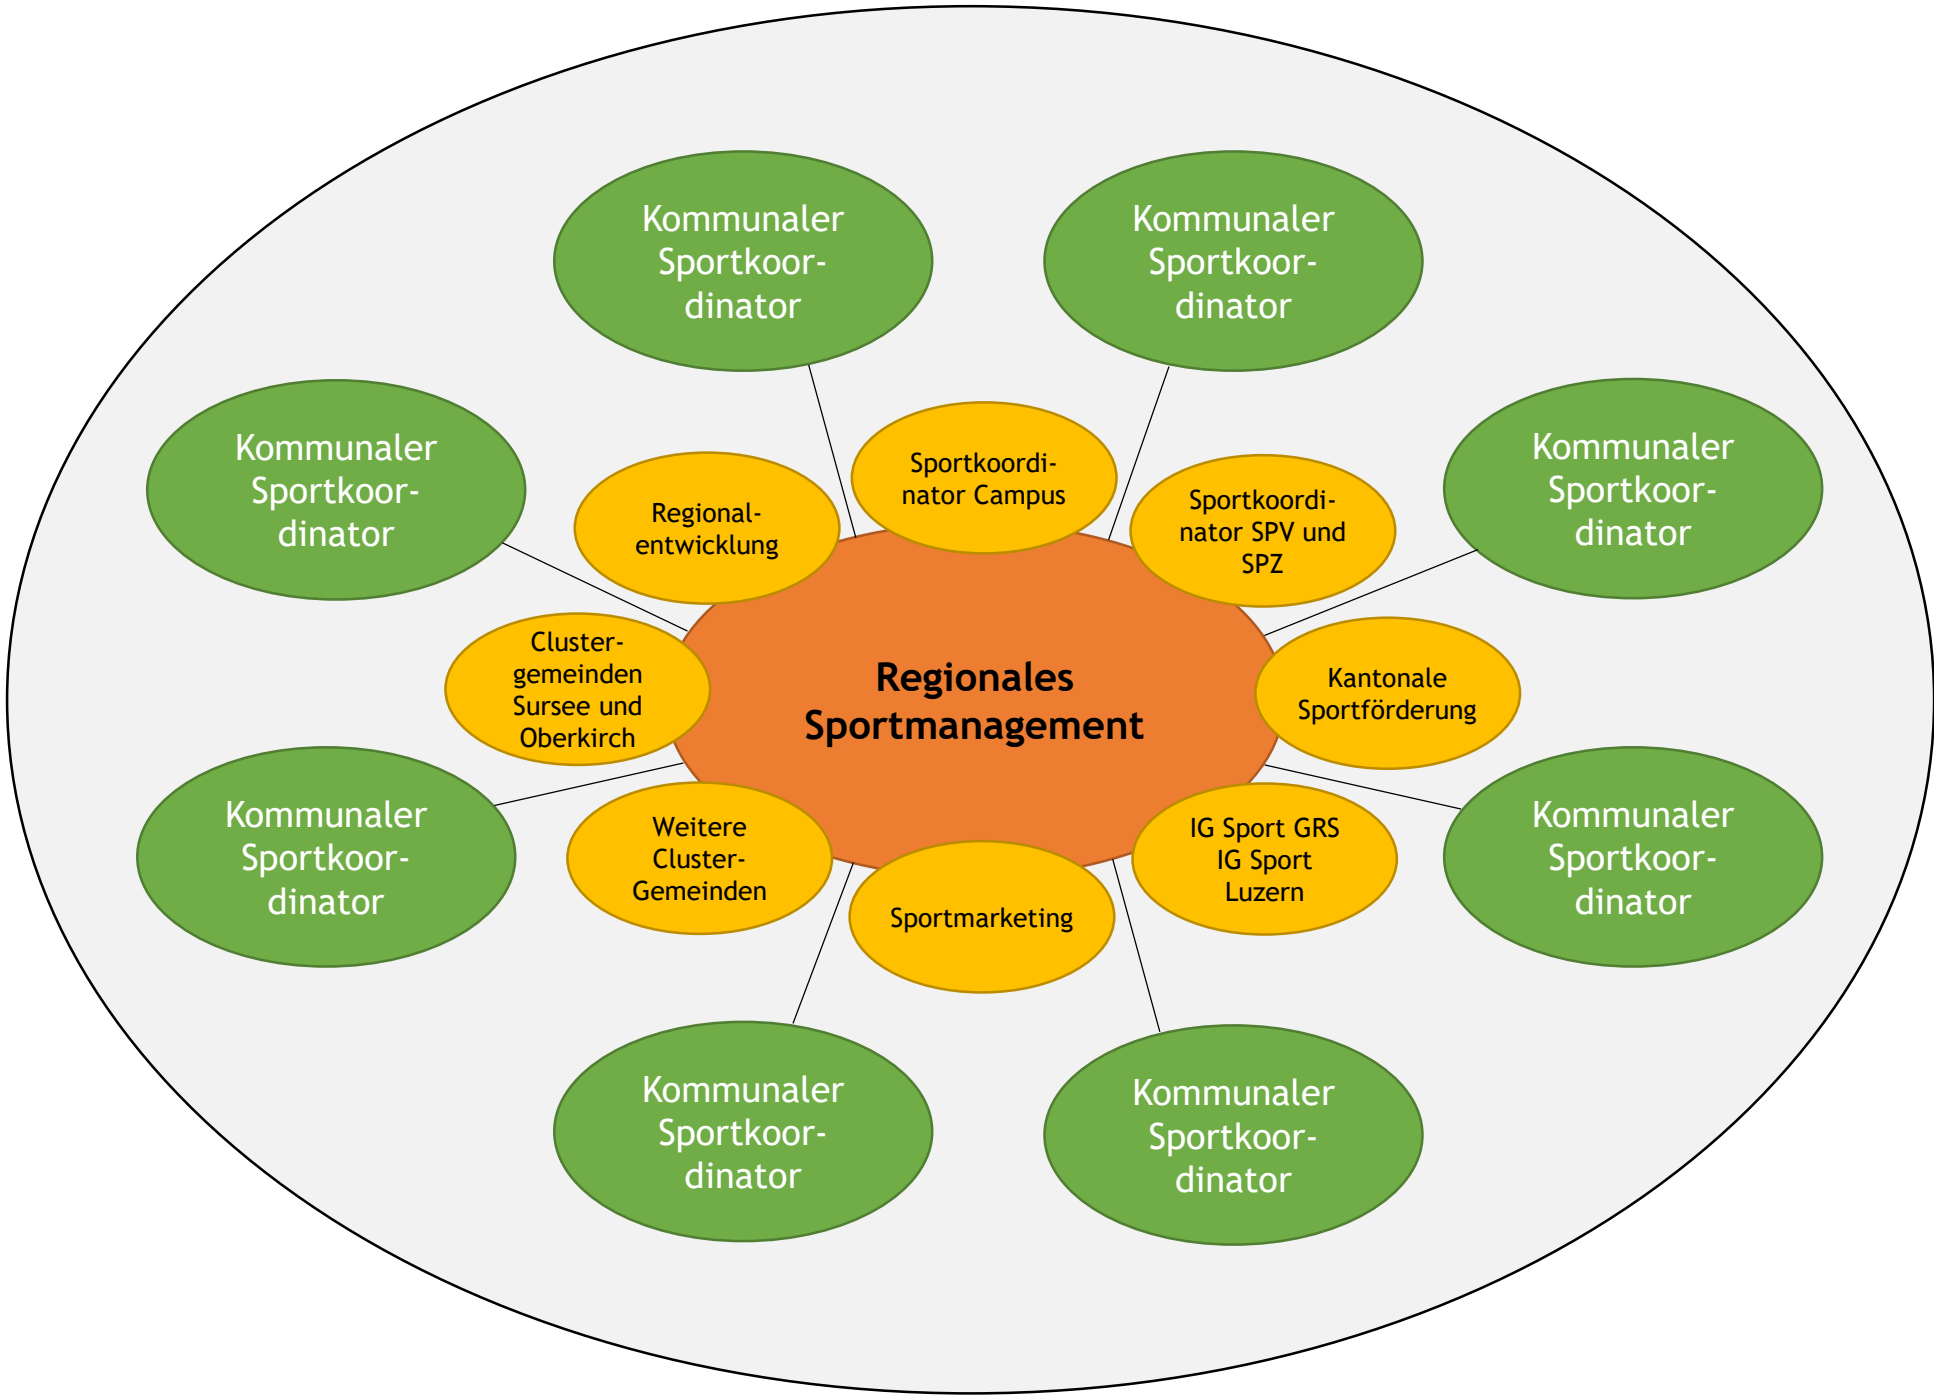 Kommunaler
Sportkoor-
dinator
Kommunaler
Sportkoor-
dinator
Kommunaler
Sportkoor-
dinator
Kommunaler
Sportkoor-
dinator
Sportkoordi-
nator Campus
Regional-
entwicklung
Sportkoordi-
nator SPV und
SPZ
Cluster-
gemeinden
Sursee und
Oberkirch
Regionales
Sportmanagement
Kantonale
Sportförderung
Kommunaler
Sportkoor-
dinator
Weitere
Cluster-
Gemeinden
Sportmarketing
IG Sport GRS
IG Sport
Luzern
Kommunaler
Sportkoor-
dinator
Kommunaler
Sportkoor-
dinator
Kommunaler
Sportkoor-
dinator